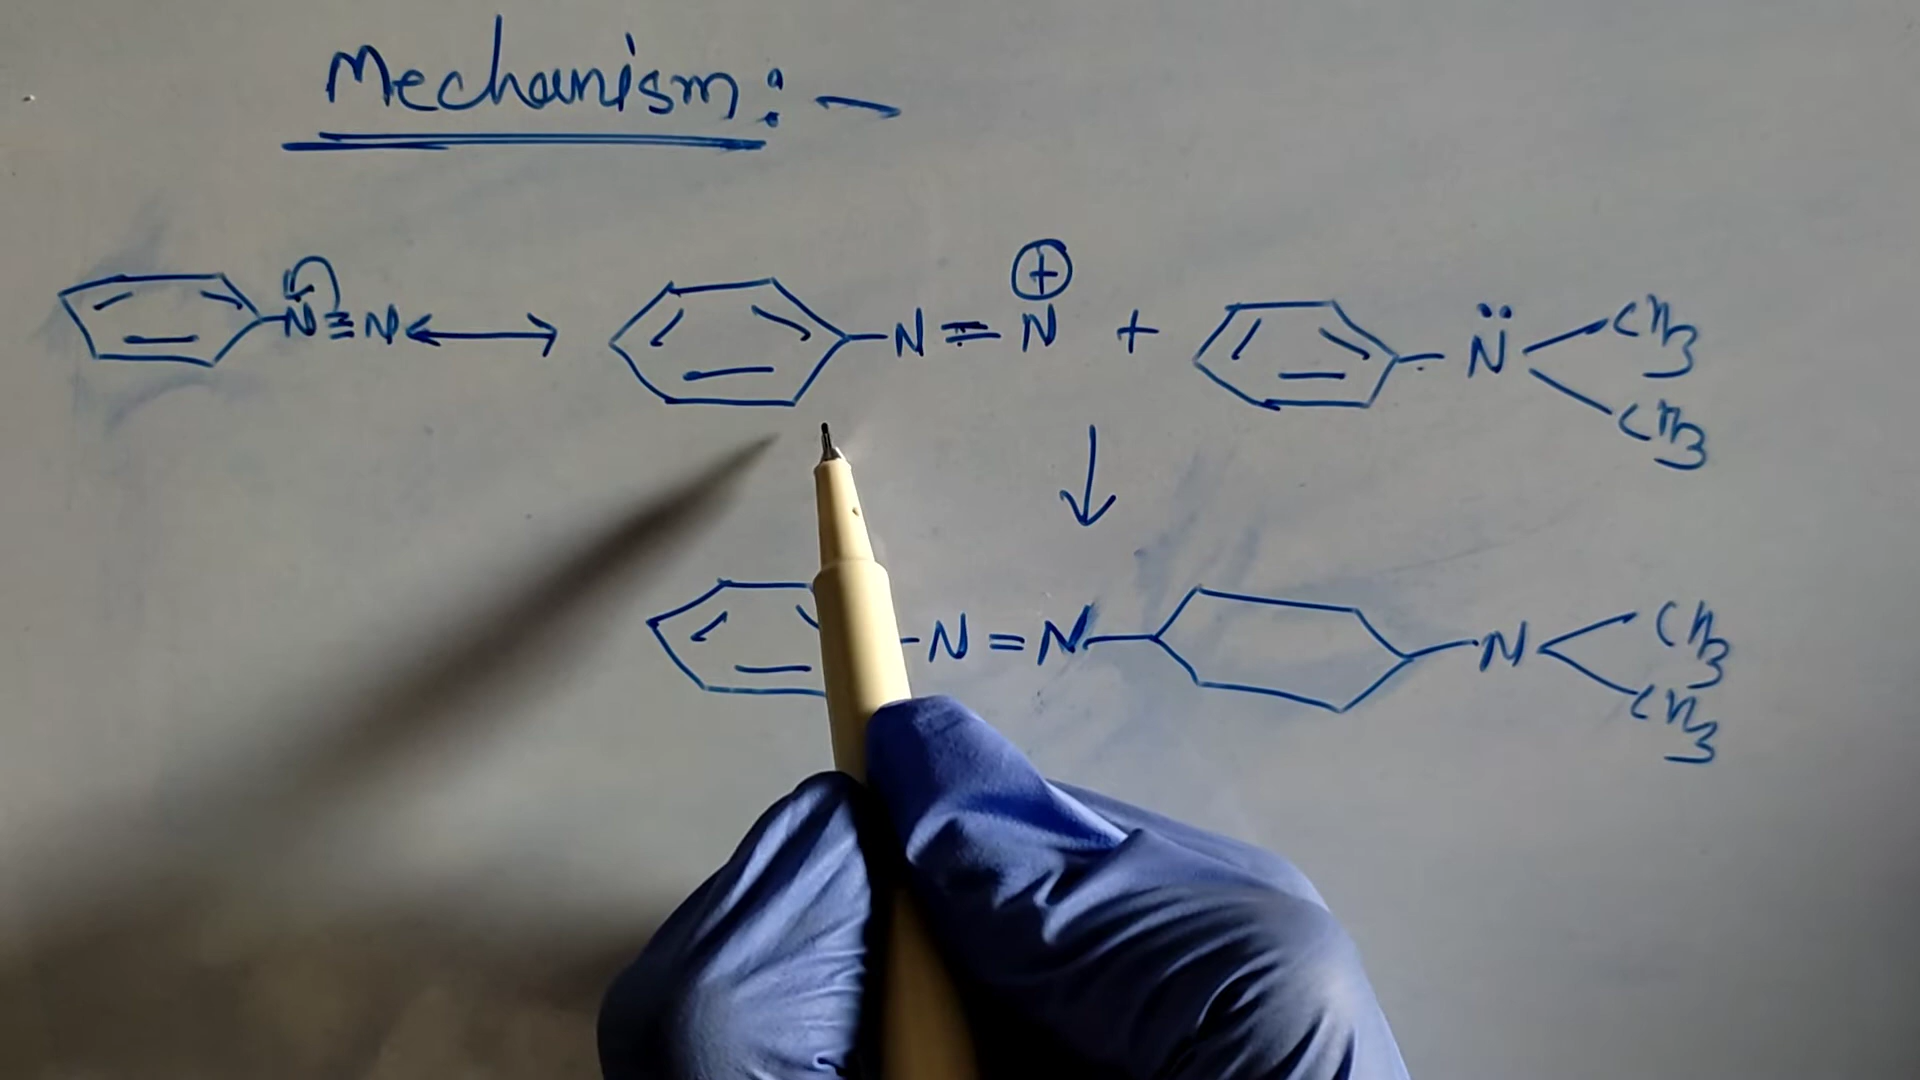 Mechanism:-
N≡N ⟷ N=N⊕ + N̈ CH3
CH3
↓
N=N N CH3
CH3